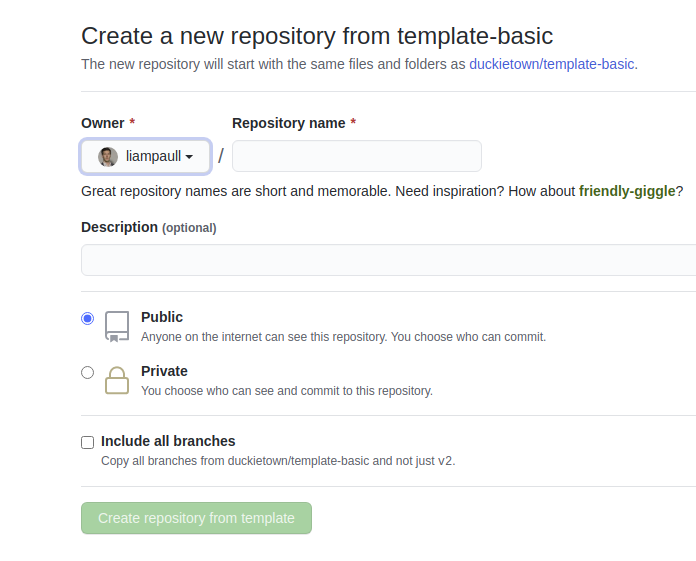 Create a new repository from template-basic
The new repository will start with the same files and folders as duckietown/template-basic.
Owner * Repository name *
liampaull / 
Great repository names are short and memorable. Need inspiration? How about friendly-giggle?
Description (optional)
Public
Anyone on the internet can see this repository. You choose who can commit.
Private
You choose who can see and commit to this repository.
Include all branches
Copy all branches from duckietown/template-basic and not just v2.
Create repository from template